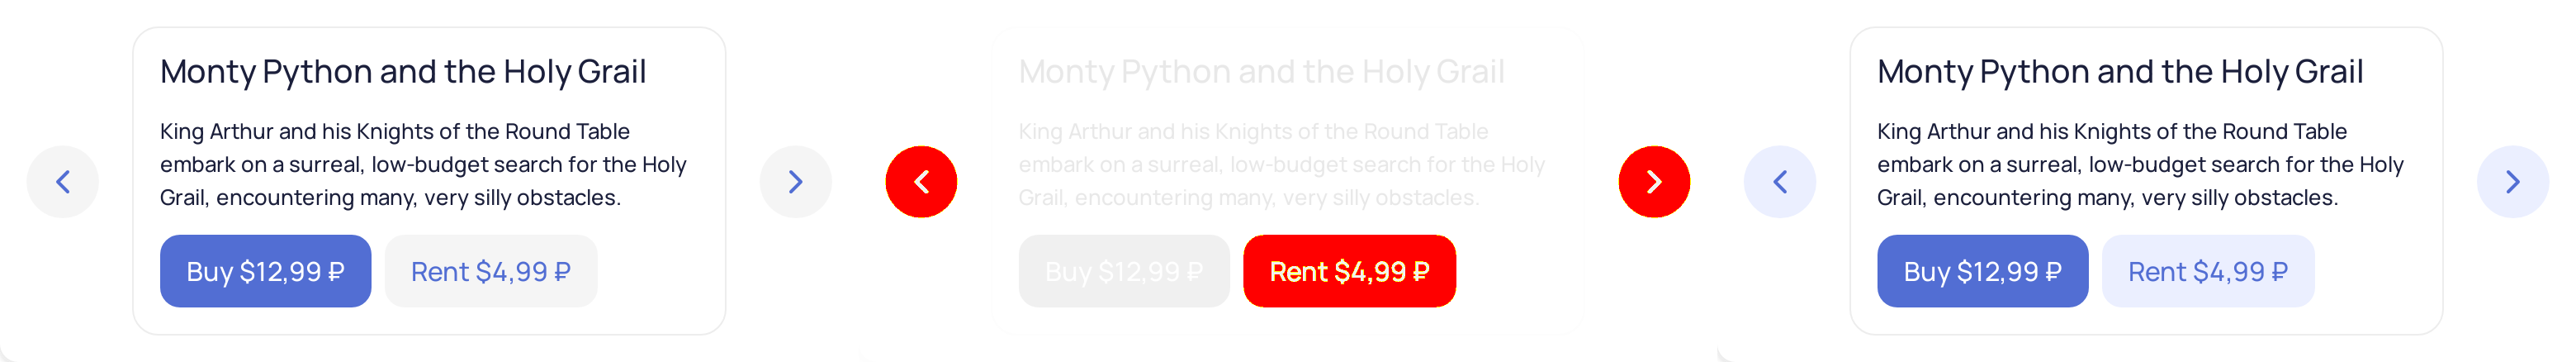 Monty Python and the Holy Grail
King Arthur and his Knights of the Round Table
embark on a surreal, low-budget search for the Holy
Grail, encountering many, very silly obstacles.
Buy $12,99 ₽
Rent $4,99 ₽
Monty Python and the Holy Grail
King Arthur and his Knights of the Round Table
embark on a surreal, low-budget search for the Holy
Grail, encountering many, very silly obstacles.
Buy $12,99 ₽
Rent $4,99 ₽
Monty Python and the Holy Grail
King Arthur and his Knights of the Round Table
embark on a surreal, low-budget search for the Holy
Grail, encountering many, very silly obstacles.
Buy $12,99 ₽
Rent $4,99 ₽